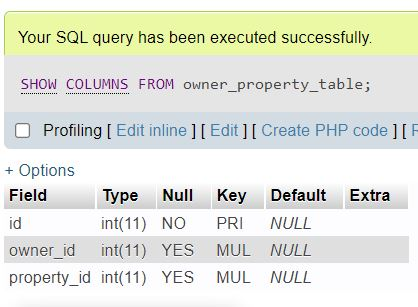 Your SQL query has been executed successfully.
SHOW COLUMNS FROM owner_property_table;
Profiling [ Edit inline ] [ Edit ] [ Create PHP code ] [
+ Options
Field Type Null Key Default Extra
id int(11) NO PRI NULL
owner_id int(11) YES MUL NULL
property_id int(11) YES MUL NULL